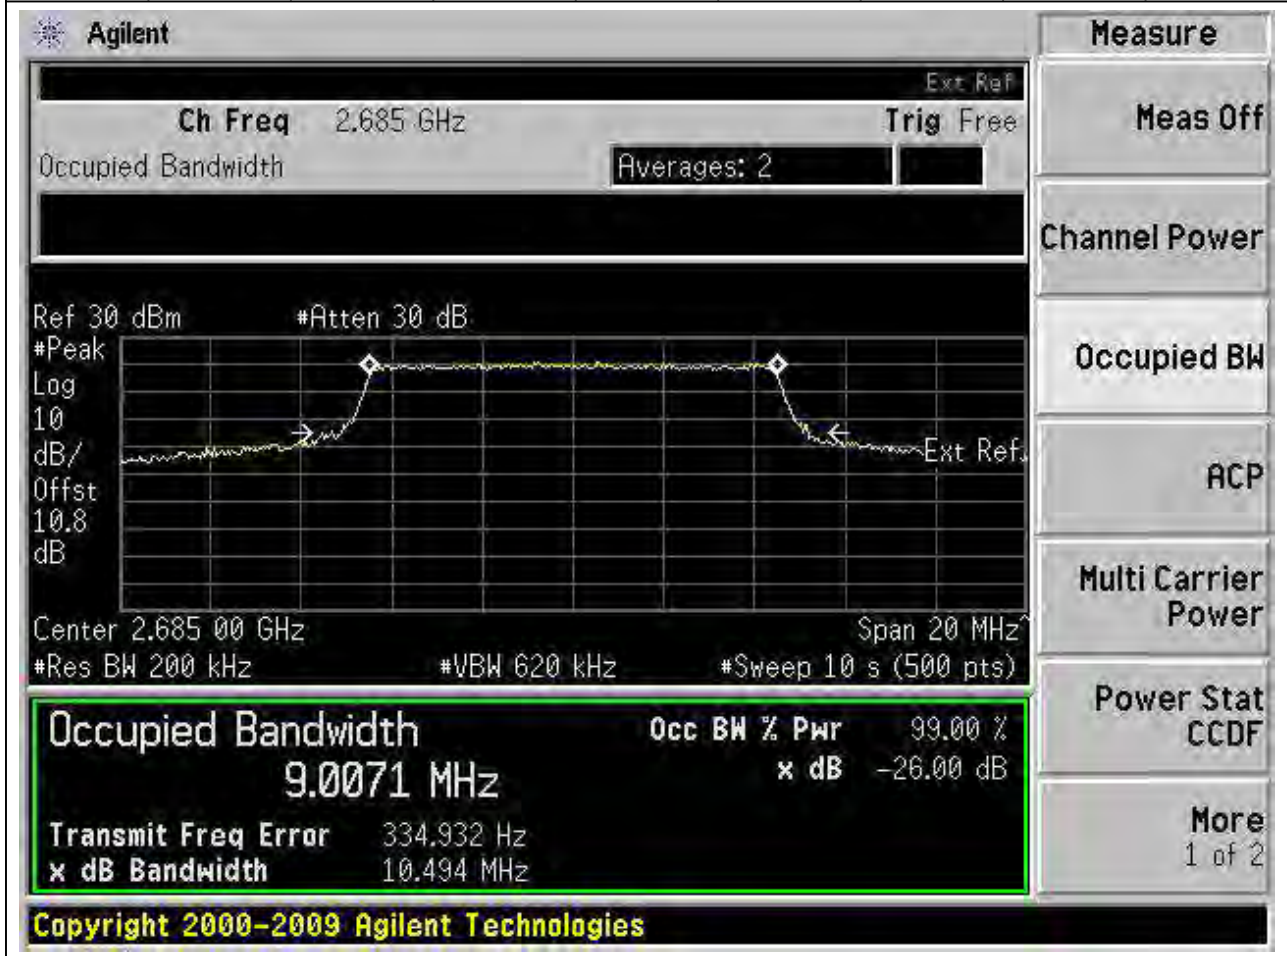 Agilent
Measure
Ext Ref
Ch Freq 2.685 GHz Trig Free
Occupied Bandwidth Averages: 2
Meas Off
Channel Power
Occupied BW
ACP
Multi Carrier
Power
Power Stat
CCDF
More
1 of 2
Ref 30 dBm #Atten 30 dB
#Peak
Log
10
dB/
Offst
10.8
dB
Ext Ref
Center 2.685 00 GHz Span 20 MHz
#Res BW 200 kHz #VBW 620 kHz #Sweep 10 s (500 pts)
Occupied Bandwidth
9.0071 MHz
Occ BW % Pwr 99.00 %
x dB -26.00 dB
Transmit Freq Error 334.932 Hz
x dB Bandwidth 10.494 MHz
Copyright 2000-2009 Agilent Technologies